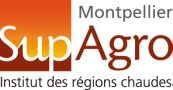 Montpellier
SupAgro
Institut des régions chaudes